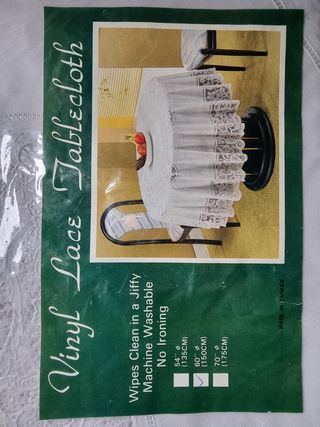 Vinyl Lace Tablecloth
Wipes Clean in a Jiffy
Machine Washable
No Ironing
54" ϕ
(135CM)
60" ϕ
(150CM)
70" ϕ
(175CM)
MADE IN TAIWAN